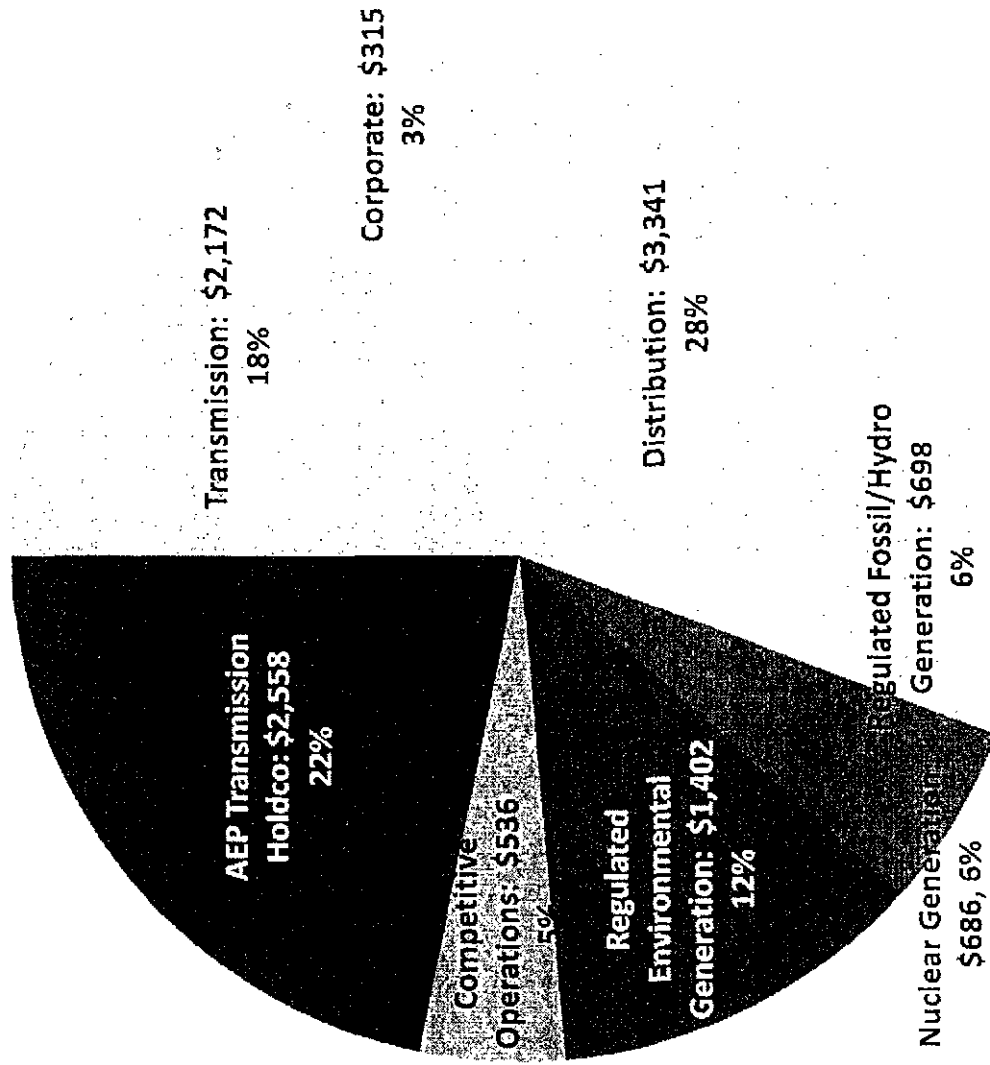 AEP Transmission
Holdco: $2,558
22%
Transmission: $2,172
18%
Corporate: $315
3%
Competitive
Operations: $536
5%
Distribution: $3,341
28%
Regulated
Environmental
Generation: $1,402
12%
Regulated Fossil/Hydro
Generation: $698
6%
Nuclear Generation:
$686, 6%